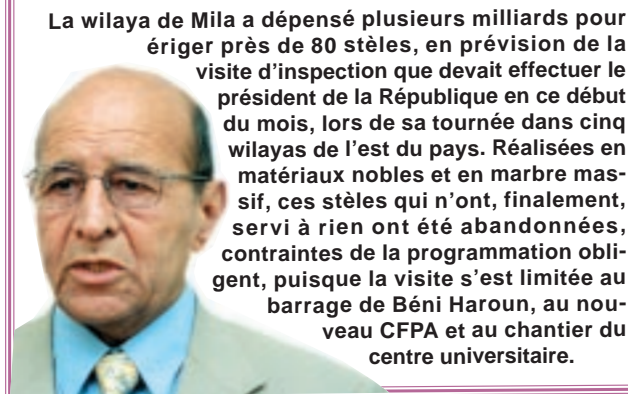 La wilaya de Mila a dépensé plusieurs milliards pour
ériger près de 80 stèles, en prévision de la
visite d'inspection que devait effectuer le
président de la République en ce début
du mois, lors de sa tournée dans cinq
wilayas de l'est du pays. Réalisées en
matériaux nobles et en marbre mas-
sif, ces stèles qui n'ont, finalement,
servi à rien ont été abandonnées,
contraintes de la programmation obli-
gent, puisque la visite s'est limitée au
barrage de Béni Haroun, au nou-
veau CFPA et au chantier du
centre universitaire.